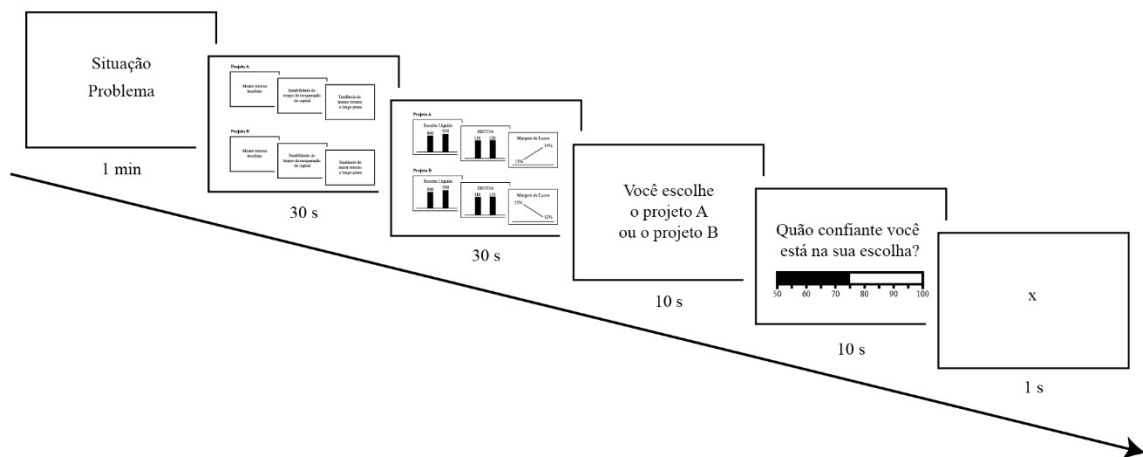 Situação
Problema
1 min
Projeto A
Menor retorno
imediato
Instabilidade do
tempo de recuperação
do capital
Tendência de
menor retorno
a longo prazo
Projeto B
Menor retorno
imediato
Estabilidade do
tempo de recuperação
do capital
Tendência de
maior retorno
a longo prazo
30 s
Projeto A
Receita Líquida
EBITDA
Margem de Lucro
14%
13%
Projeto B
Receita Líquida
EBITDA
Margem de Lucro
13%
12%
30 s
Você escolhe
o projeto A
ou o projeto B
10 s
Quão confiante você
está na sua escolha?
50 60 70 80 90 100
10 s
x
1 s